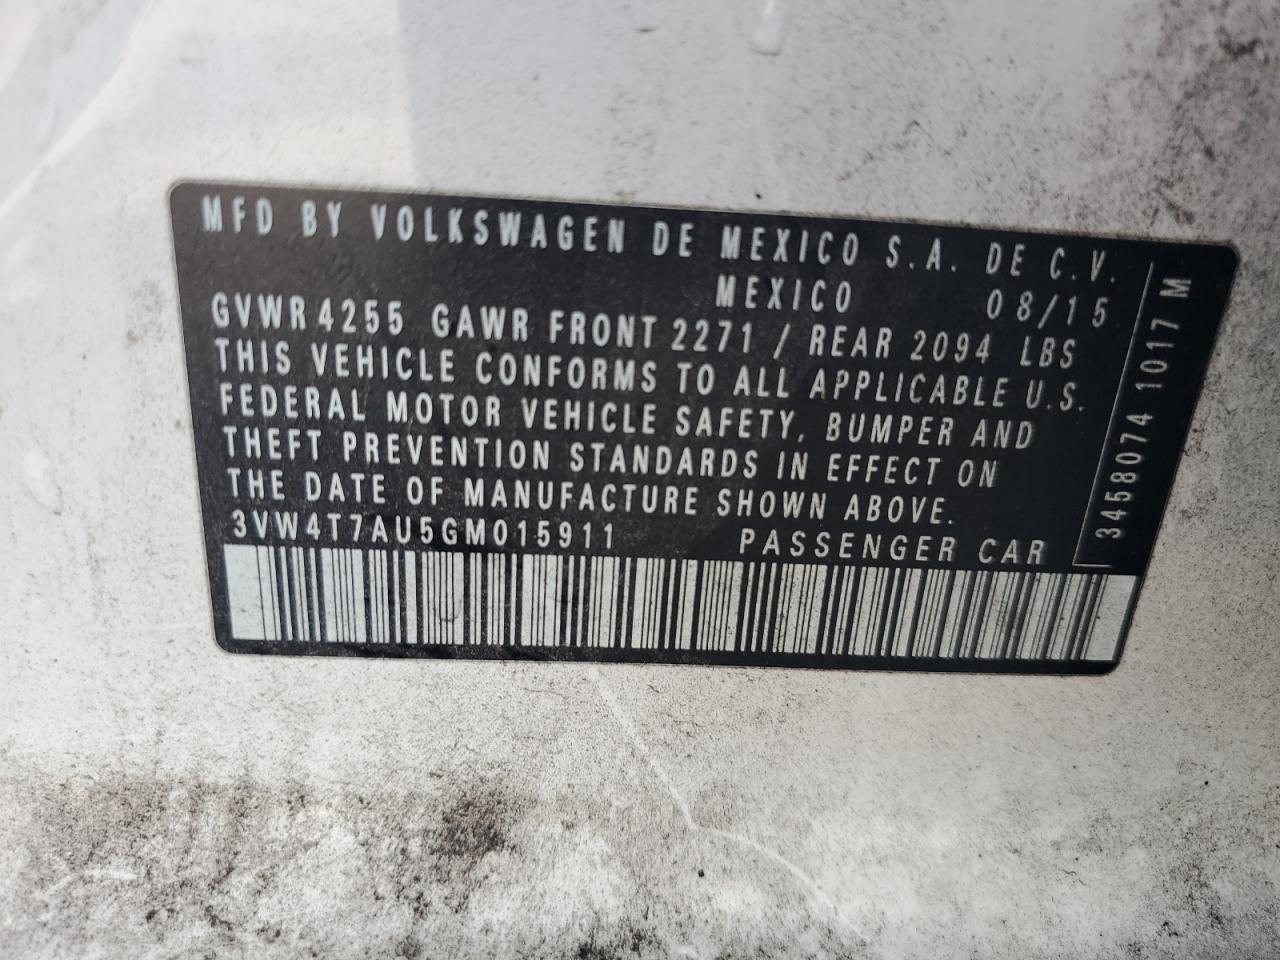 MFD BY VOLKSWAGEN DE MEXICO S.A. DE C.V.
MEXICO 08/15
GVWR 4255 GAWR FRONT 2271 / REAR 2094 LBS
THIS VEHICLE CONFORMS TO ALL APPLICABLE U.S.
FEDERAL MOTOR VEHICLE SAFETY, BUMPER AND
THEFT PREVENTION STANDARDS IN EFFECT ON
THE DATE OF MANUFACTURE SHOWN ABOVE.
3VW4T7AU5GM015911 PASSENGER CAR
34580741017 M